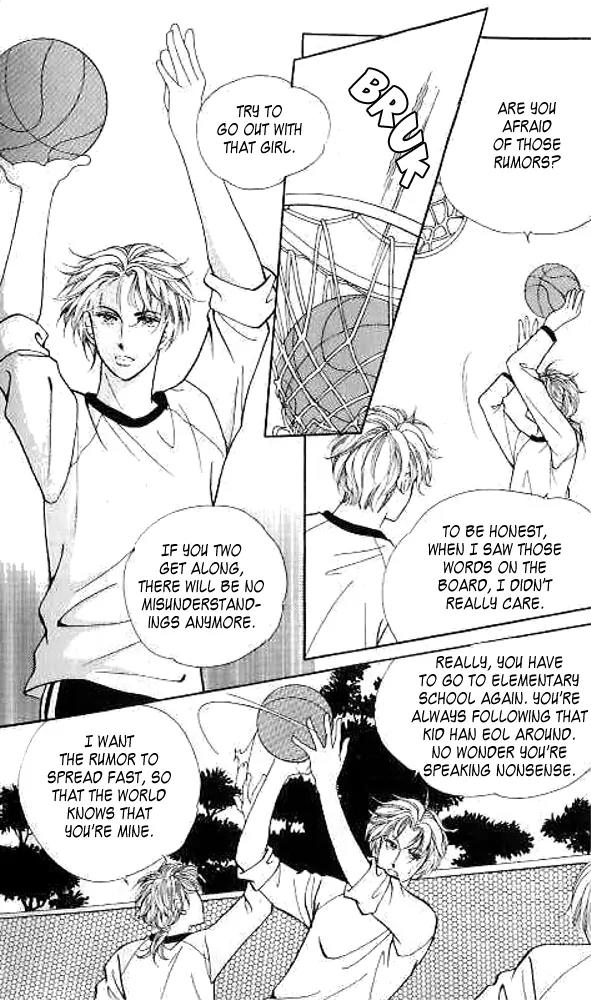 ARE YOU
AFRAID
OF THOSE
RUMORS?
BRUK
TRY TO
GO OUT WITH
THAT GIRL.
TO BE HONEST,
WHEN I SAW THOSE
WORDS ON THE
BOARD, I DIDN'T
REALLY CARE.
IF YOU TWO
GET ALONG,
THERE WILL BE NO
MISUNDERSTAND-
INGS ANYMORE.
REALLY, YOU HAVE
TO GO TO ELEMENTARY
SCHOOL AGAIN. YOU'RE
ALWAYS FOLLOWING THAT
KID HAN EOL AROUND.
NO WONDER YOU'RE
SPEAKING NONSENSE.
I WANT
THE RUMOR TO
SPREAD FAST, SO
THAT THE WORLD
KNOWS THAT
YOU'RE MINE.